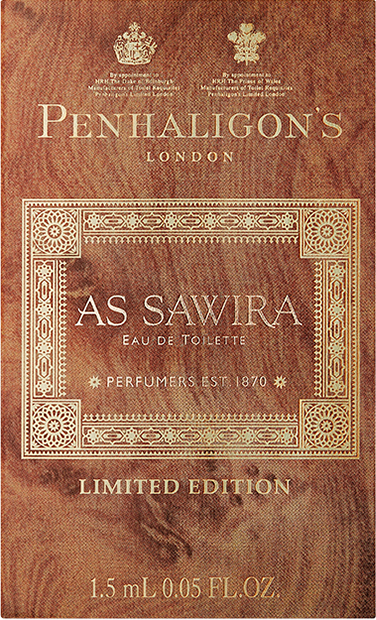 By appointment to
HRH The Duke of Edinburgh
Manufacturers of Toilet Requisites
Penhaligon's Limited London
By appointment to
HRH The Prince of Wales
Manufacturers of Toilet Requisites
Penhaligon's Limited London
PENHALIGON'S
LONDON
AS SAWIRA
EAU DE TOILETTE
PERFUMERS EST. 1870
LIMITED EDITION
1.5 mL 0.05 FL.OZ.